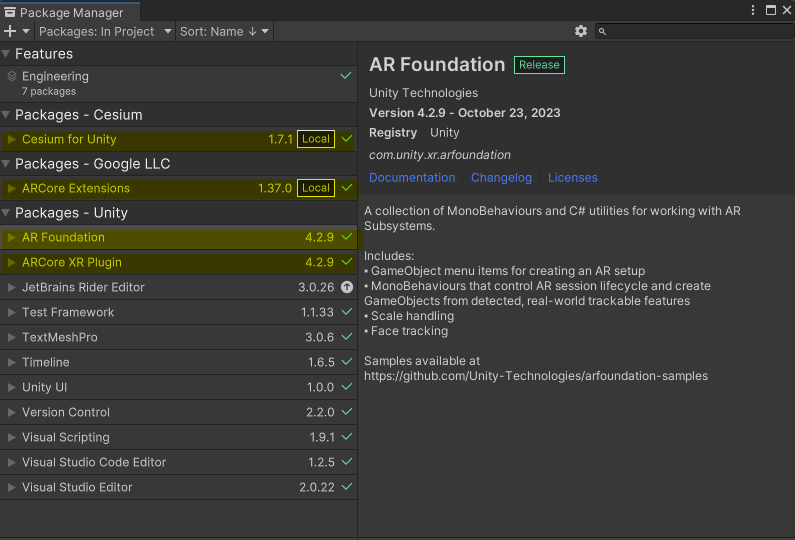 Package Manager
Packages: In Project
Sort: Name ↓
Features
Engineering
7 packages
Packages - Cesium
Cesium for Unity 1.7.1 Local
Packages - Google LLC
ARCore Extensions 1.37.0 Local
Packages - Unity
AR Foundation 4.2.9
ARCore XR Plugin 4.2.9
JetBrains Rider Editor 3.0.26
Test Framework 1.1.33
TextMeshPro 3.0.6
Timeline 1.6.5
Unity UI 1.0.0
Version Control 2.2.0
Visual Scripting 1.9.1
Visual Studio Code Editor 1.2.5
Visual Studio Editor 2.0.22
AR Foundation Release
Unity Technologies
Version 4.2.9 - October 23, 2023
Registry Unity
com.unity.xr.arfoundation
Documentation Changelog Licenses
A collection of MonoBehaviours and C# utilities for working with AR
Subsystems.
Includes:
• GameObject menu items for creating an AR setup
• MonoBehaviours that control AR session lifecycle and create
GameObjects from detected, real-world trackable features
• Scale handling
• Face tracking
Samples available at
https://github.com/Unity-Technologies/arfoundation-samples